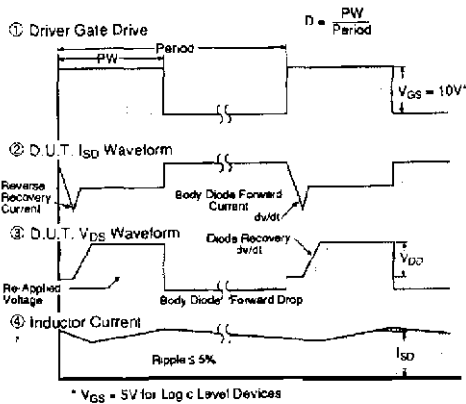 ① Driver Gate Drive
D = PW / Period
Period
PW
V_GS = 10V*
② D.U.T. I_SD Waveform
Reverse
Recovery
Current
Body Diode Forward
Current
dv/dt
③ D.U.T. V_DS Waveform
Diode Recovery
dv/dt
V_DD
Re-Applied
Voltage
Body Diode Forward Drop
④ Inductor Current
Ripple ≤ 5%
I_SD
* V_GS = 5V for Logic Level Devices